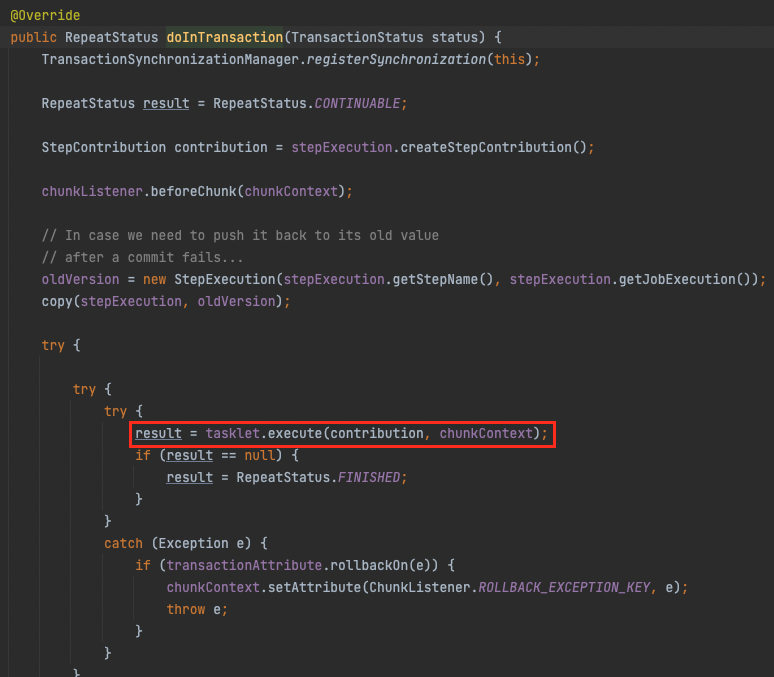 @Override
public RepeatStatus doInTransaction(TransactionStatus status) {
TransactionSynchronizationManager.registerSynchronization(this);
RepeatStatus result = RepeatStatus.CONTINUABLE;
StepContribution contribution = stepExecution.createStepContribution();
chunkListener.beforeChunk(chunkContext);
// In case we need to push it back to its old value
// after a commit fails...
oldVersion = new StepExecution(stepExecution.getStepName(), stepExecution.getJobExecution());
copy(stepExecution, oldVersion);
try {
try {
try {
result = tasklet.execute(contribution, chunkContext);
if (result == null) {
result = RepeatStatus.FINISHED;
}
}
catch (Exception e) {
if (transactionAttribute.rollbackOn(e)) {
chunkContext.setAttribute(ChunkListener.ROLLBACK_EXCEPTION_KEY, e);
throw e;
}
}
}